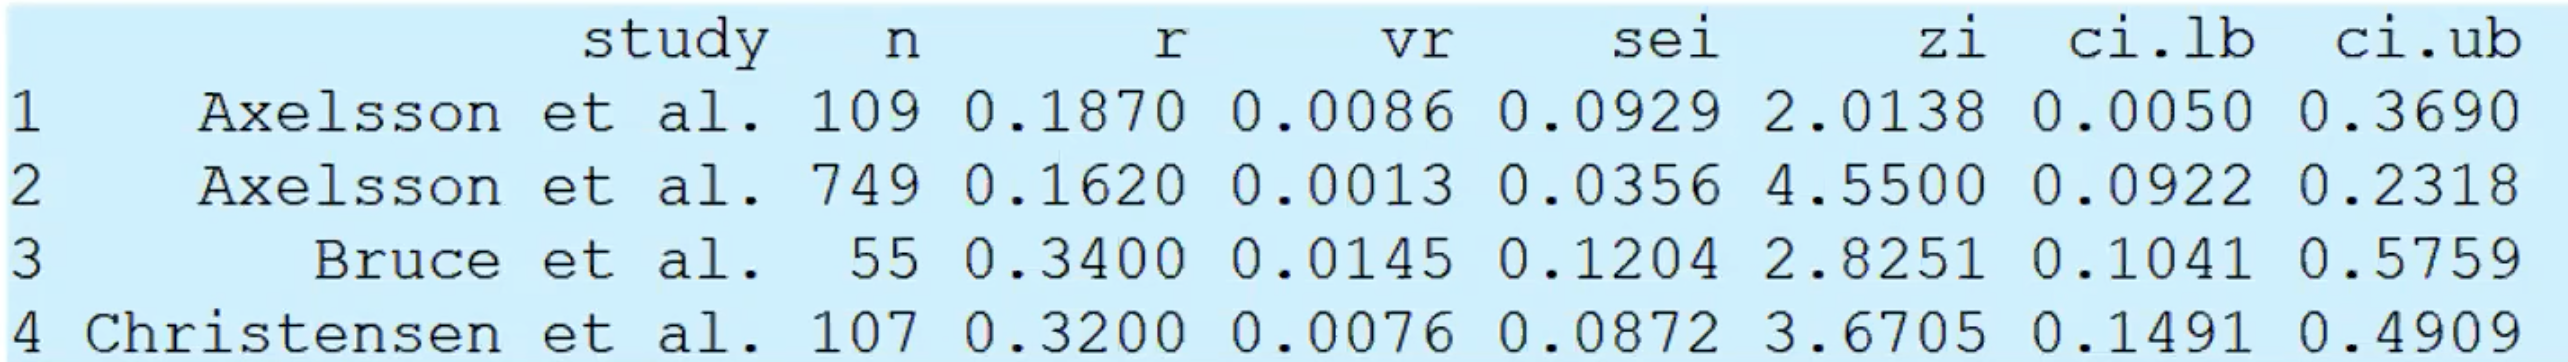 study n r vr sei zi ci.lb ci.ub
1 Axelsson et al. 109 0.1870 0.0086 0.0929 2.0138 0.0050 0.3690
2 Axelsson et al. 749 0.1620 0.0013 0.0356 4.5500 0.0922 0.2318
3 Bruce et al. 55 0.3400 0.0145 0.1204 2.8251 0.1041 0.5759
4 Christensen et al. 107 0.3200 0.0076 0.0872 3.6705 0.1491 0.4909